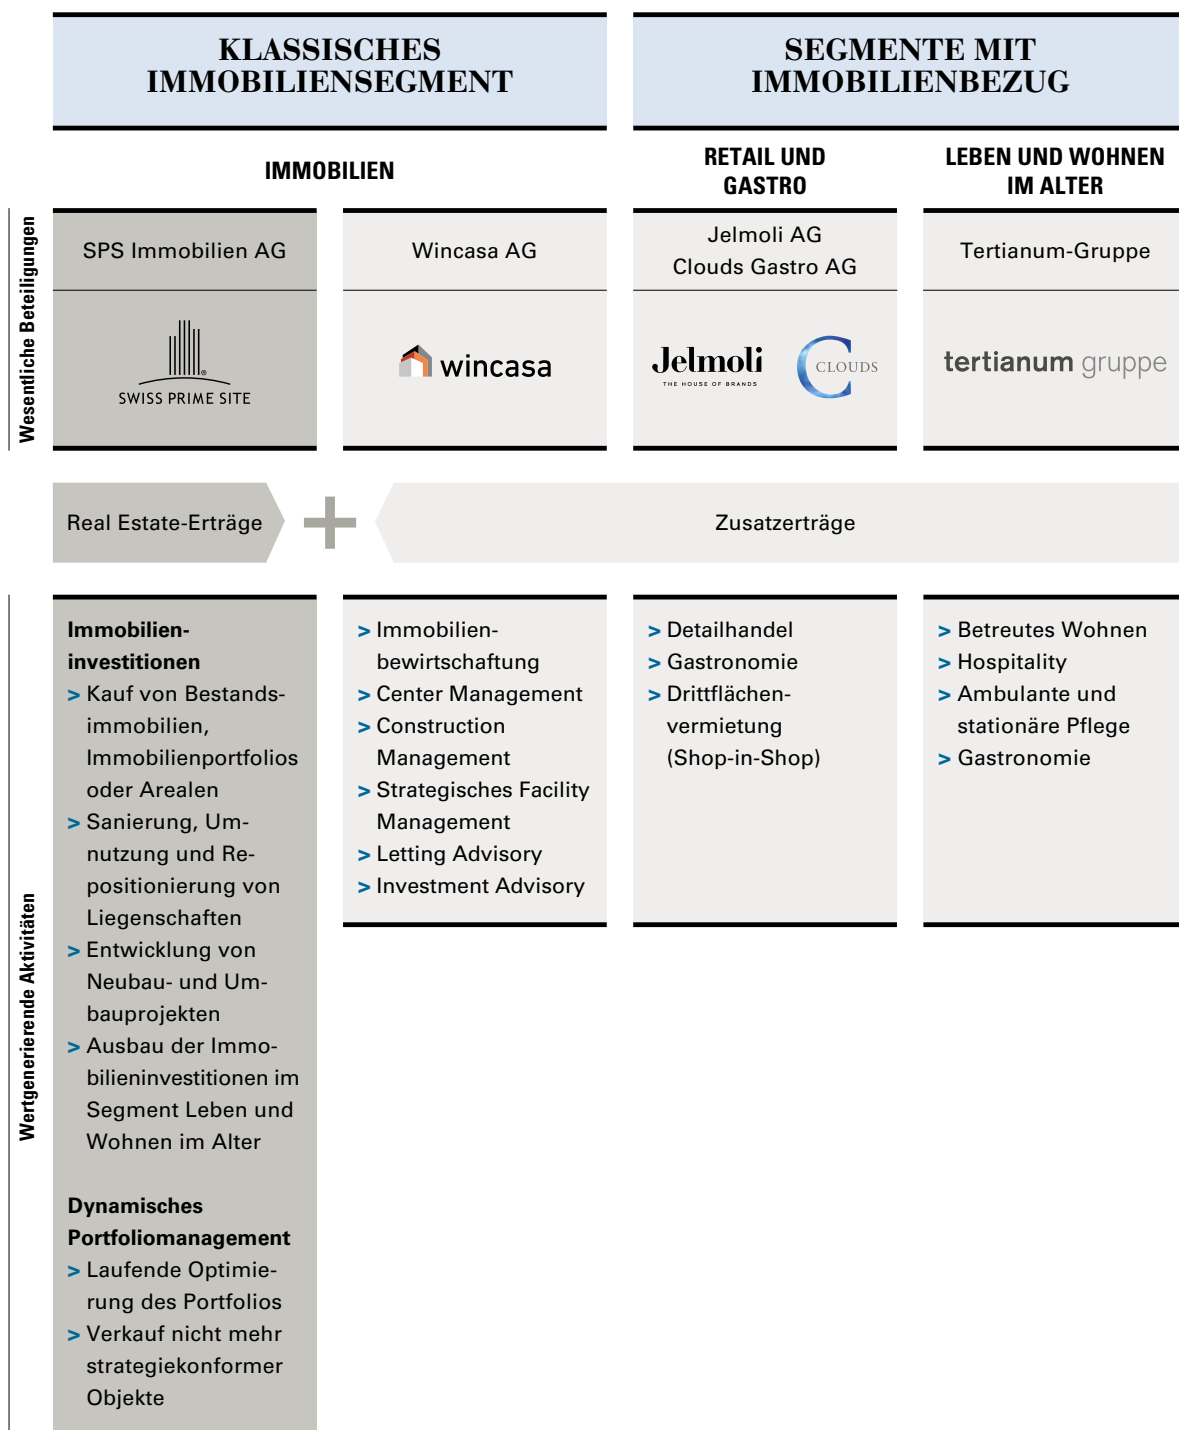 KLASSISCHES
IMMOBILIENSEGMENT
SEGMENTE MIT
IMMOBILIENBEZUG
IMMOBILIEN
RETAIL UND
GASTRO
LEBEN UND WOHNEN
IM ALTER
Wesentliche Beteiligungen
SPS Immobilien AG
Wincasa AG
Jelmoli AG
Clouds Gastro AG
Tertianum-Gruppe
SWISS PRIME SITE
wincasa
Jelmoli
THE HOUSE OF BRANDS
C
CLOUDS
tertianum gruppe
Real Estate-Erträge
+
Zusatzerträge
Wertgenerierende Aktivitäten
Immobilien-
investitionen
> Kauf von Bestands-
immobilien,
Immobilienportfolios
oder Arealen
> Sanierung, Um-
nutzung und Re-
positionierung von
Liegenschaften
> Entwicklung von
Neubau- und Um-
bauprojekten
> Ausbau der Immo-
bilieninvestitionen im
Segment Leben und
Wohnen im Alter
Dynamisches
Portfoliomanagement
> Laufende Optimie-
rung des Portfolios
> Verkauf nicht mehr
strategiekonformer
Objekte
> Immobilien-
bewirtschaftung
> Center Management
> Construction
Management
> Strategisches Facility
Management
> Letting Advisory
> Investment Advisory
> Detailhandel
> Gastronomie
> Drittflächen-
vermietung
(Shop-in-Shop)
> Betreutes Wohnen
> Hospitality
> Ambulante und
stationäre Pflege
> Gastronomie